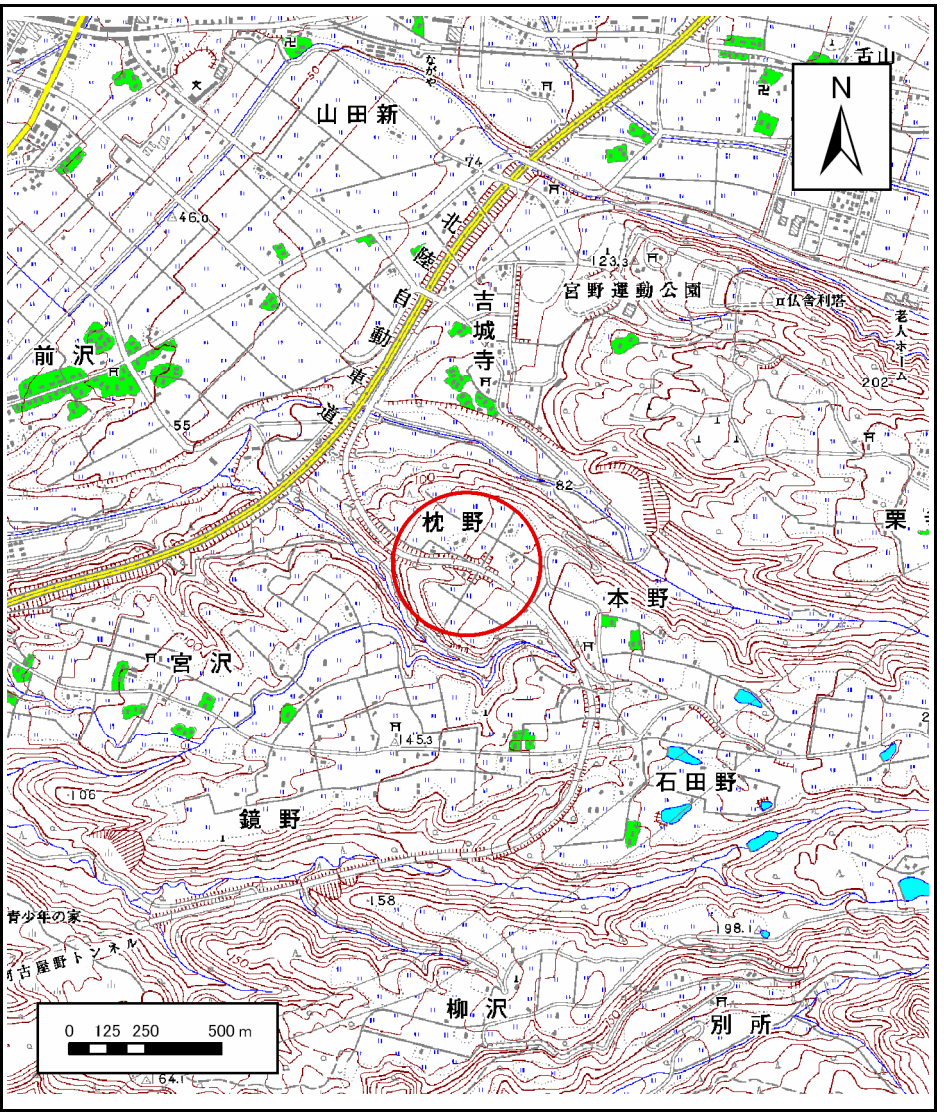 舌山
ながや
N
山田新
74
46.0
北陸自動車道
123.3
宮野運動公園
仏舎利塔
老人ホーム
吉城寺
前沢
202
55
100
82
枕野
栗
本野
宮沢
145.3
石田野
106
鏡野
158
青少年の家
198.1
古屋野トンネル
柳沢
別所
0 125 250 500 m
164.1